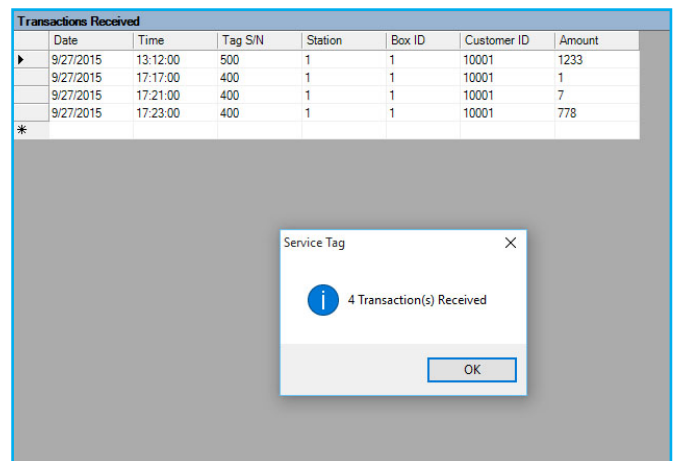 Transactions Received
Date Time Tag S/N Station Box ID Customer ID Amount
9/27/2015 13:12:00 500 1 1 10001 1233
9/27/2015 17:17:00 400 1 1 10001 1
9/27/2015 17:21:00 400 1 1 10001 7
9/27/2015 17:23:00 400 1 1 10001 778
Service Tag
4 Transaction(s) Received
OK